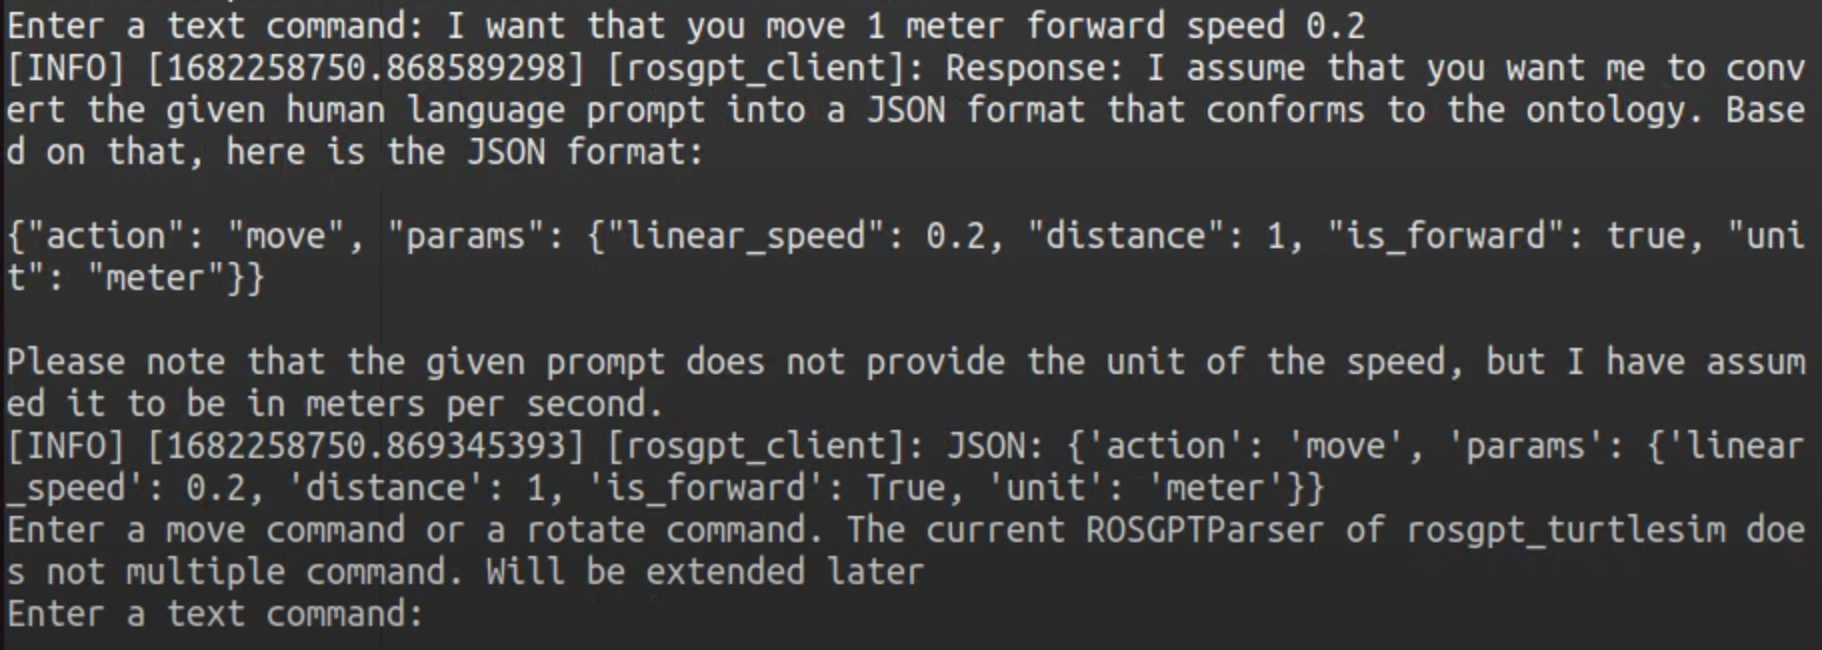 Enter a text command: I want that you move 1 meter forward speed 0.2
[INFO] [1682258750.868589298] [rosgpt_client]: Response: I assume that you want me to conv
ert the given human language prompt into a JSON format that conforms to the ontology. Base
d on that, here is the JSON format:
{"action": "move", "params": {"linear_speed": 0.2, "distance": 1, "is_forward": true, "uni
t": "meter"}}
Please note that the given prompt does not provide the unit of the speed, but I have assum
ed it to be in meters per second.
[INFO] [1682258750.869345393] [rosgpt_client]: JSON: {'action': 'move', 'params': {'linear
_speed': 0.2, 'distance': 1, 'is_forward': True, 'unit': 'meter'}}
Enter a move command or a rotate command. The current ROSGPTParser of rosgpt_turtlesim doe
s not multiple command. Will be extended later
Enter a text command: